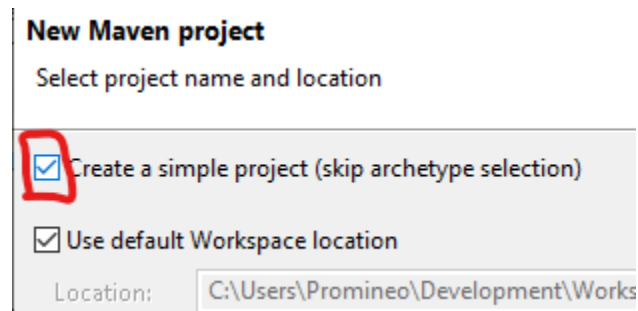 New Maven project
Select project name and location
Create a simple project (skip archetype selection)
Use default Workspace location
Location: C:\Users\Promineo\Development\Works